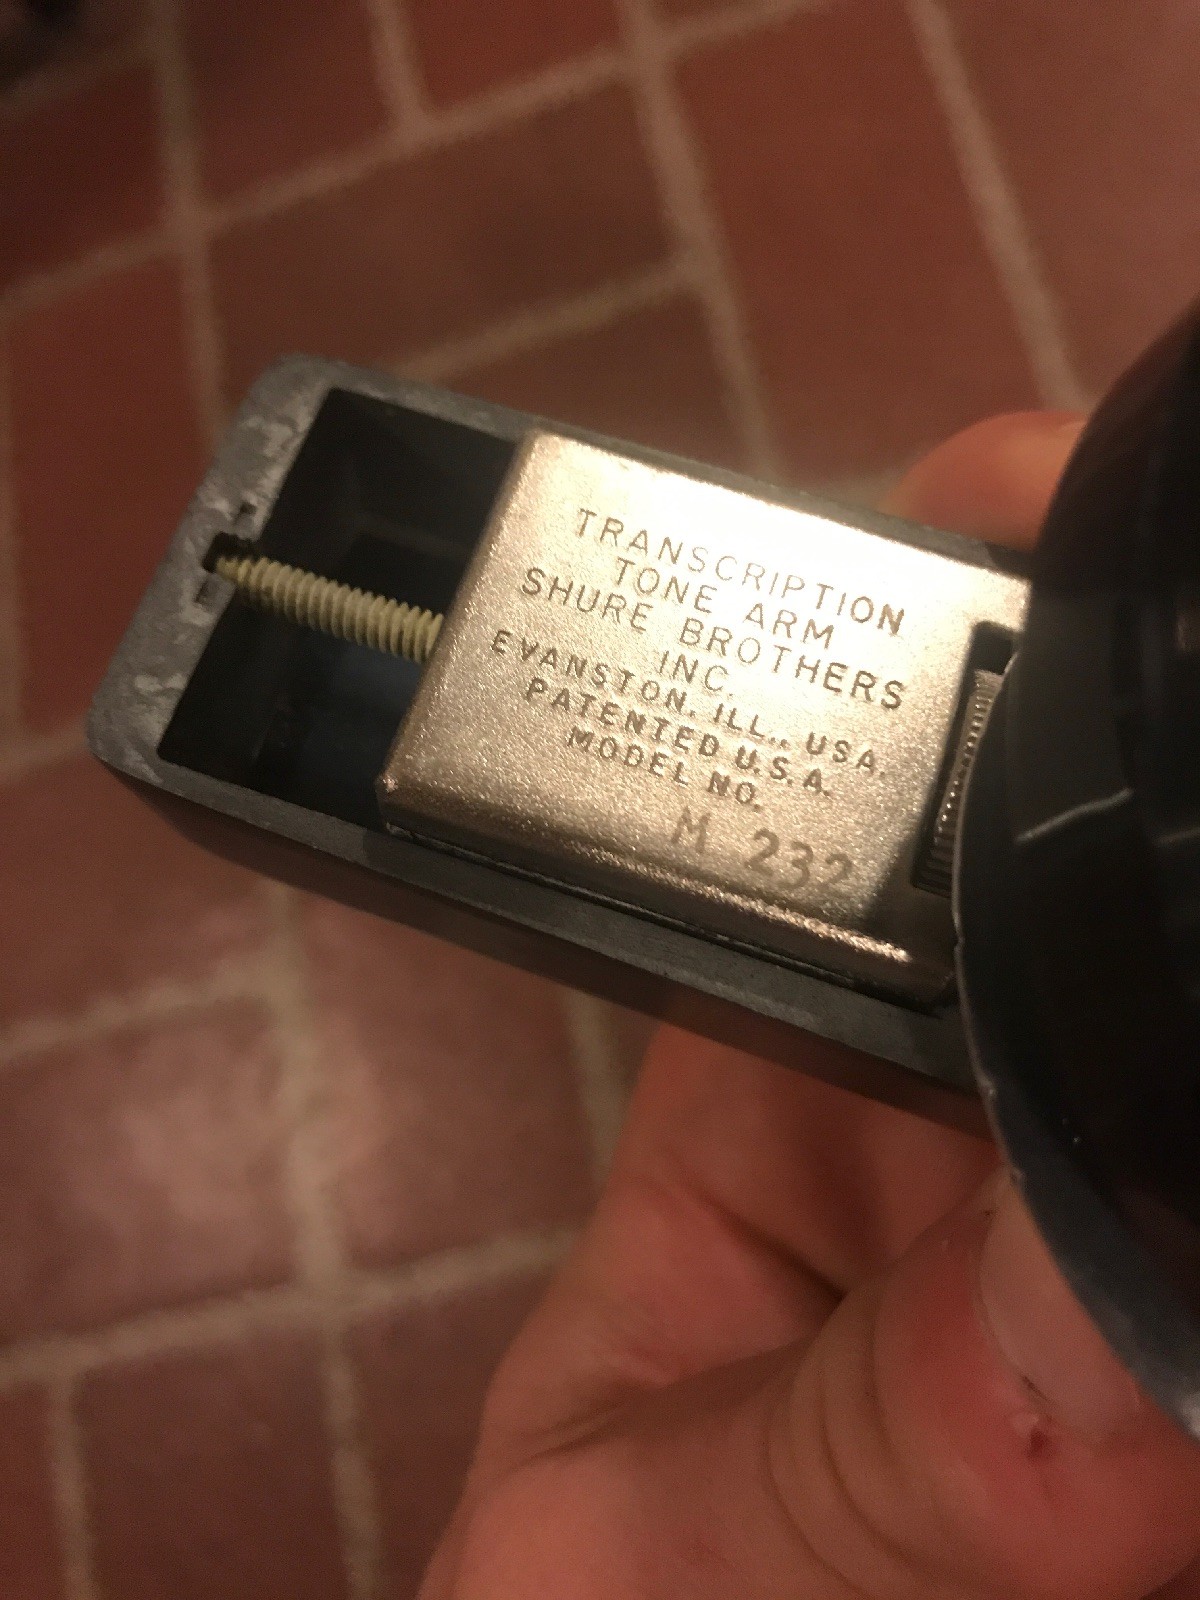 TRANSCRIPTION
TONE ARM
SHURE BROTHERS
INC.
EVANSTON, ILL., USA.
PATENTED U.S.A.
MODEL NO.
M 232